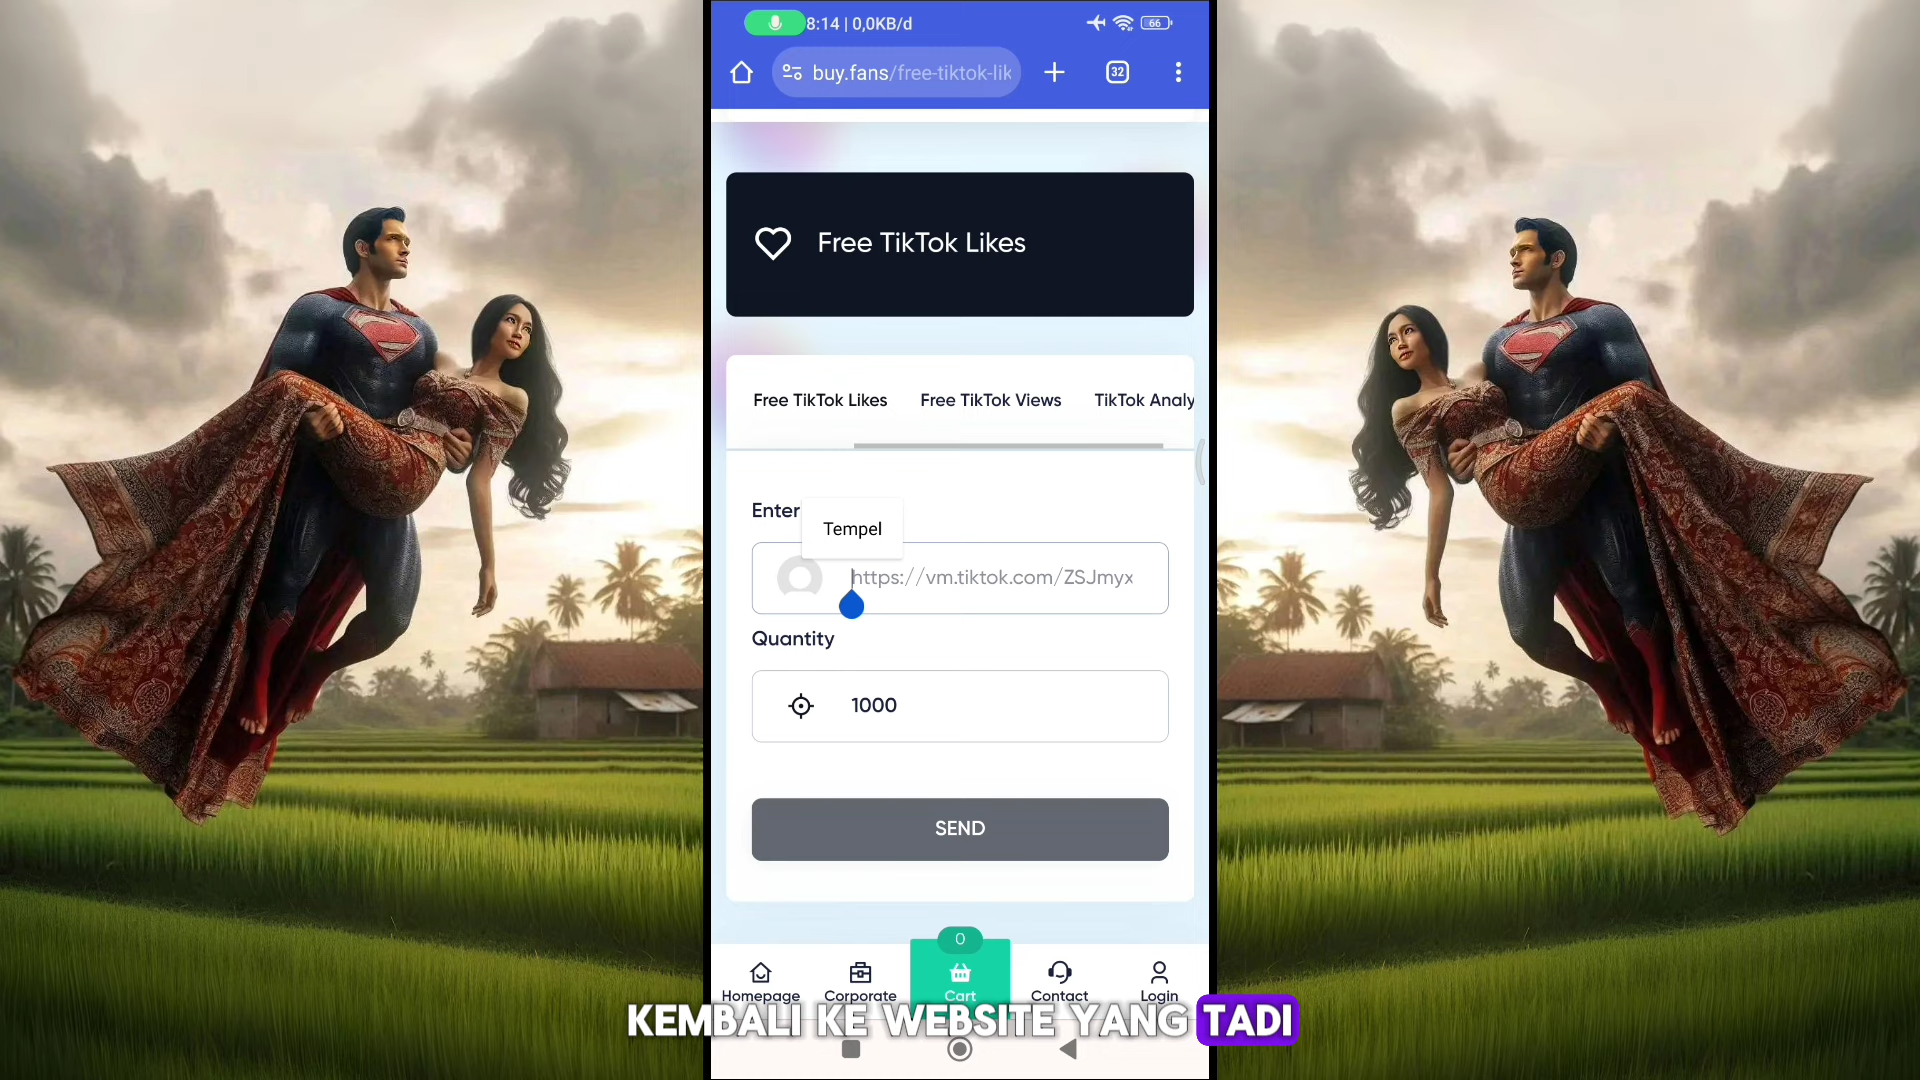 8:14 | 0,0KB/d
66
buy.fans/free-tiktok-lik
32
Free TikTok Likes
Free TikTok Likes
Free TikTok Views
TikTok Analy
Enter
Tempel
https://vm.tiktok.com/ZSJmyx
Quantity
1000
SEND
0
Homepage
Corporate
Cart
Contact
Login
KEMBALI KE WEBSITE YANG TADI